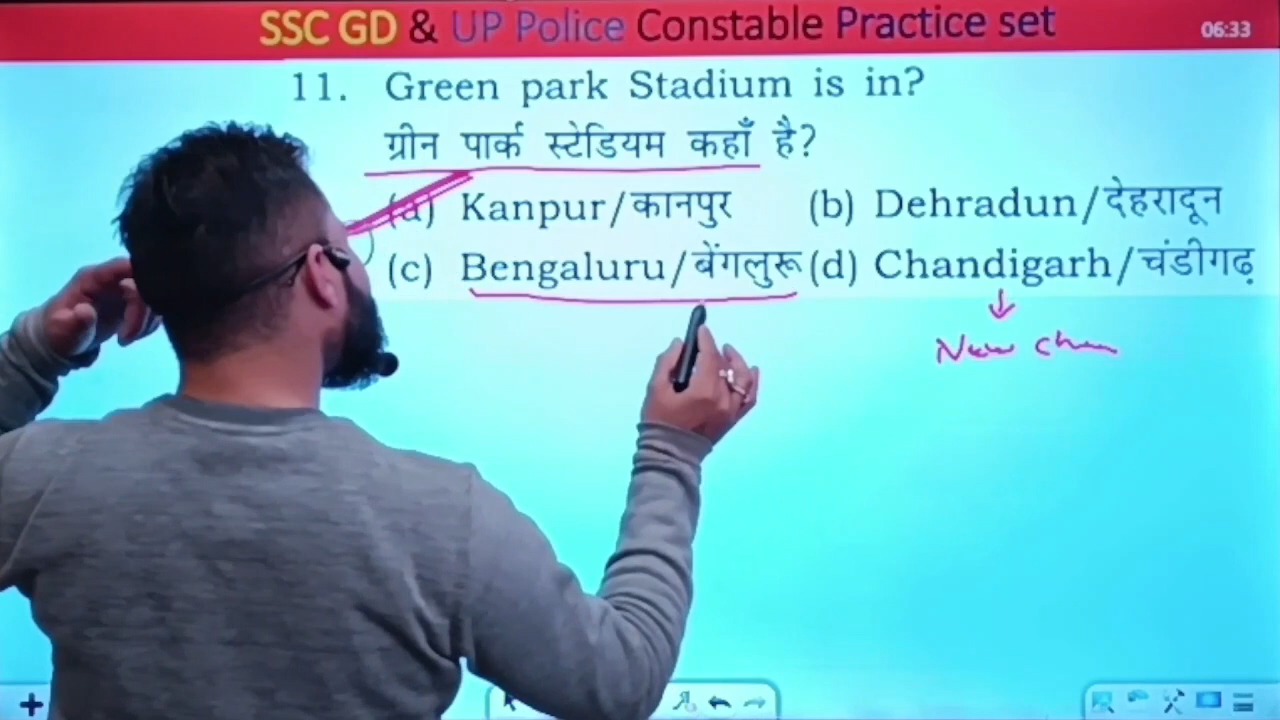 SSC GD & UP Police Constable Practice set
06:33
11. Green park Stadium is in?
ग्रीन पार्क स्टेडियम कहाँ है?
(a) Kanpur/कानपुर (b) Dehradun/देहरादून
(c) Bengaluru/बेंगलुरू (d) Chandigarh/चंडीगढ़
New